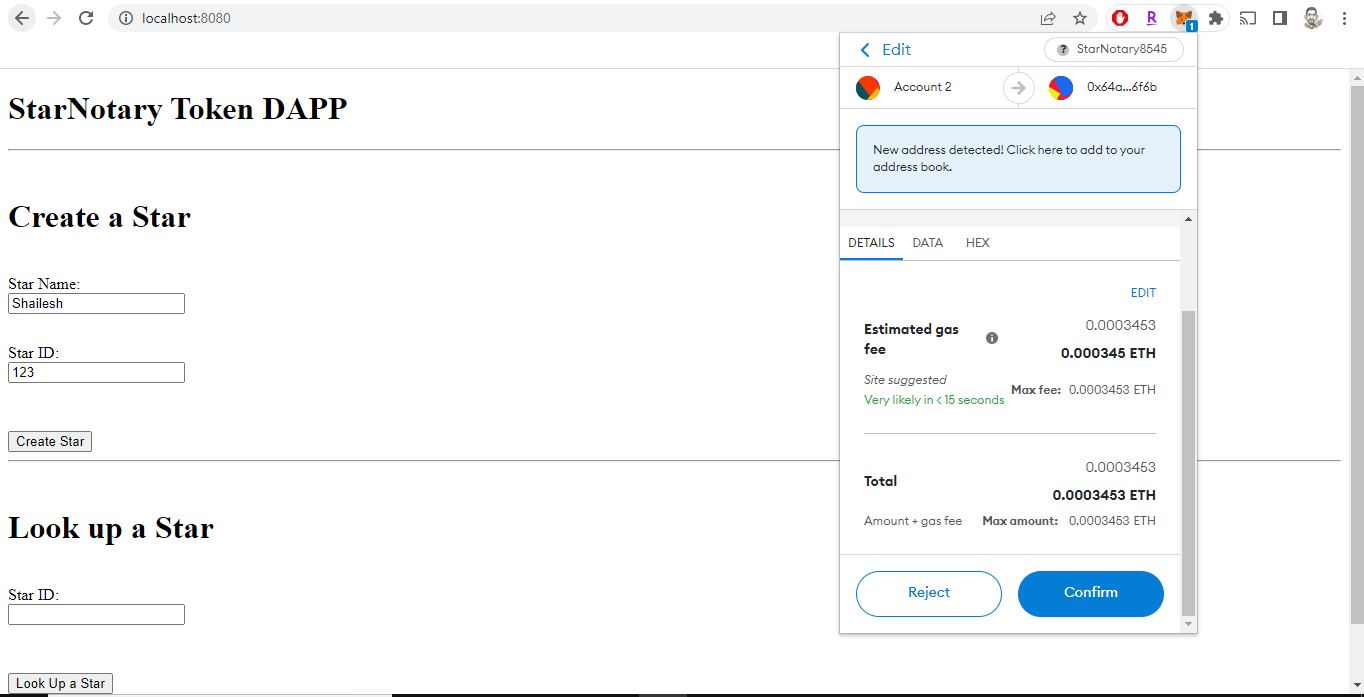 localhost:8080
R
1
StarNotary Token DAPP
Create a Star
Star Name:
Shailesh
Star ID:
123
Create Star
Look up a Star
Star ID:
Look Up a Star
Edit
? StarNotary8545
Account 2
0x64a...6f6b
New address detected! Click here to add to your
address book.
DETAILS DATA HEX
EDIT
Estimated gas
fee
0.0003453
0.000345 ETH
Site suggested
Very likely in < 15 seconds
Max fee: 0.0003453 ETH
Total
0.0003453
0.0003453 ETH
Amount + gas fee
Max amount: 0.0003453 ETH
Reject
Confirm